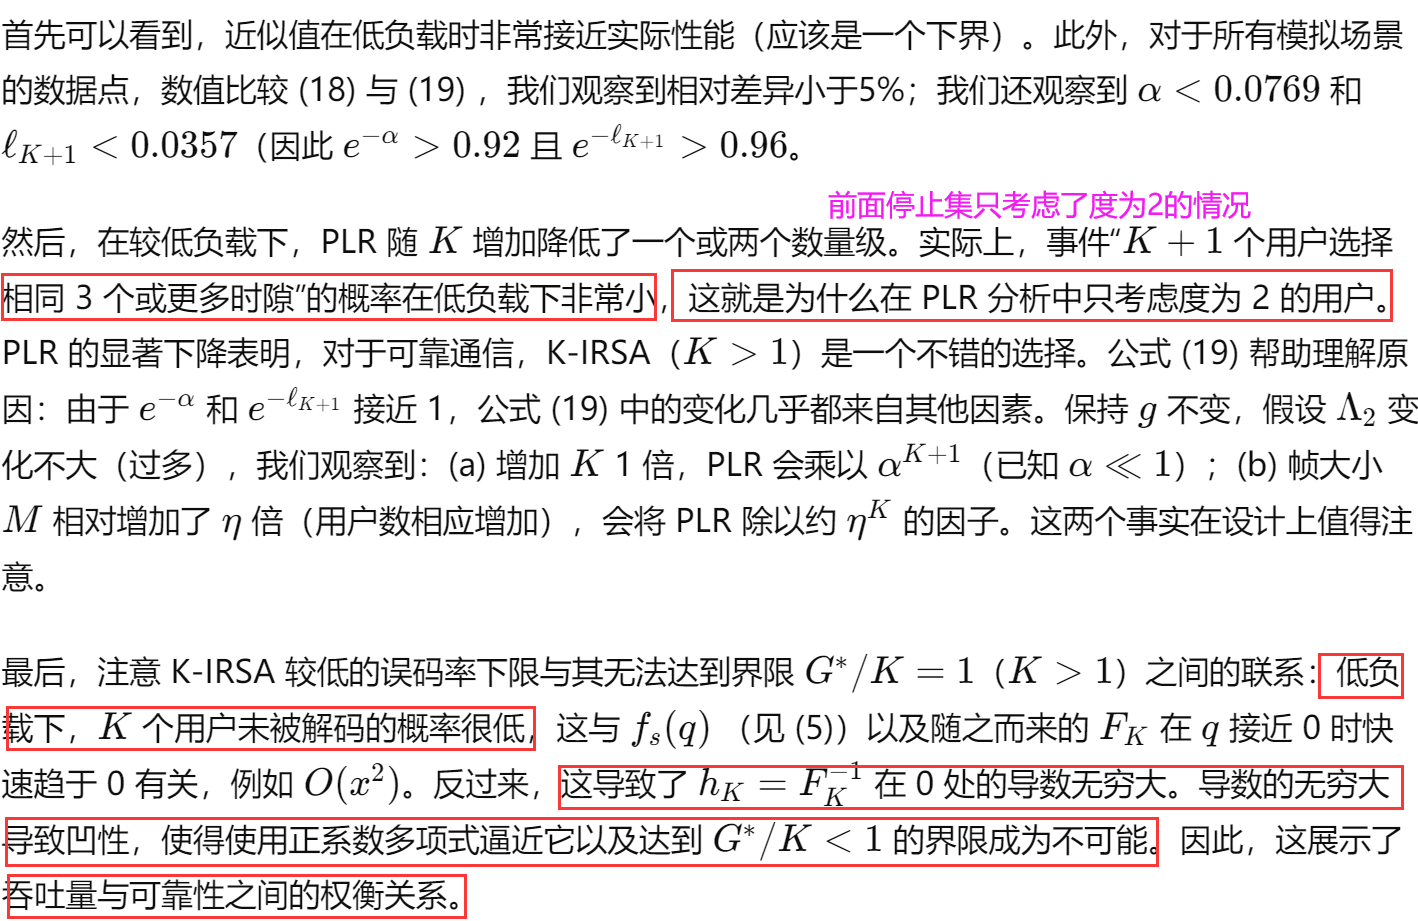 首先可以看到，近似值在低负载时非常接近实际性能（应该是一个下界）。此外，对于所有模拟场景
的数据点，数值比较 (18) 与 (19) ，我们观察到相对差异小于5%；我们还观察到 α < 0.0769 和
ℓ_{K+1} < 0.0357（因此 e^{−α} > 0.92 且 e^{−ℓ_{K+1}} > 0.96。
前面停止集只考虑了度为2的情况
然后，在较低负载下，PLR 随 K 增加降低了一个或两个数量级。实际上，事件“K + 1 个用户选择
相同 3 个或更多时隙”的概率在低负载下非常小，这就是为什么在 PLR 分析中只考虑度为 2 的用户。
PLR 的显著下降表明，对于可靠通信，K-IRSA（K > 1）是一个不错的选择。公式 (19) 帮助理解原
因：由于 e^{−α} 和 e^{−ℓ_{K+1}} 接近 1，公式 (19) 中的变化几乎都来自其他因素。保持 g 不变，假设 Λ₂ 变
化不大（过多），我们观察到：(a) 增加 K 1 倍，PLR 会乘以 α^{K+1}（已知 α ≪ 1）；(b) 帧大小
M 相对增加了 η 倍（用户数相应增加），会将 PLR 除以约 η^K 的因子。这两个事实在设计上值得注
意。
最后，注意 K-IRSA 较低的误码率下限与其无法达到界限 G*/K = 1（K > 1）之间的联系：低负
载下，K 个用户未被解码的概率很低，这与 f_s(q) （见 (5)）以及随之而来的 F_K 在 q 接近 0 时快
速趋于 0 有关，例如 O(x²)。反过来，这导致了 h_K = F_K^{−1} 在 0 处的导数无穷大。导数的无穷大
导致凹性，使得使用正系数多项式逼近它以及达到 G*/K < 1 的界限成为不可能。因此，这展示了
吞吐量与可靠性之间的权衡关系。